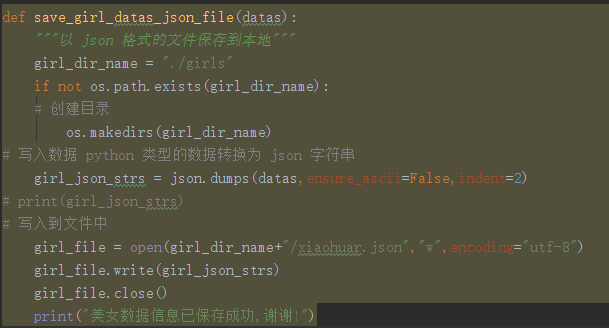 def save_girl_datas_json_file(datas):
    """以 json 格式的文件保存到本地"""
    girl_dir_name = "./girls"
    if not os.path.exists(girl_dir_name):
    # 创建目录
        os.makedirs(girl_dir_name)
# 写入数据 python 类型的数据转换为 json 字符串
    girl_json_strs = json.dumps(datas,ensure_ascii=False,indent=2)
# print(girl_json_strs)
# 写入到文件中
    girl_file = open(girl_dir_name+"/xiaohuar.json","w",encoding="utf-8")
    girl_file.write(girl_json_strs)
    girl_file.close()
    print("美女数据信息已保存成功,谢谢!")